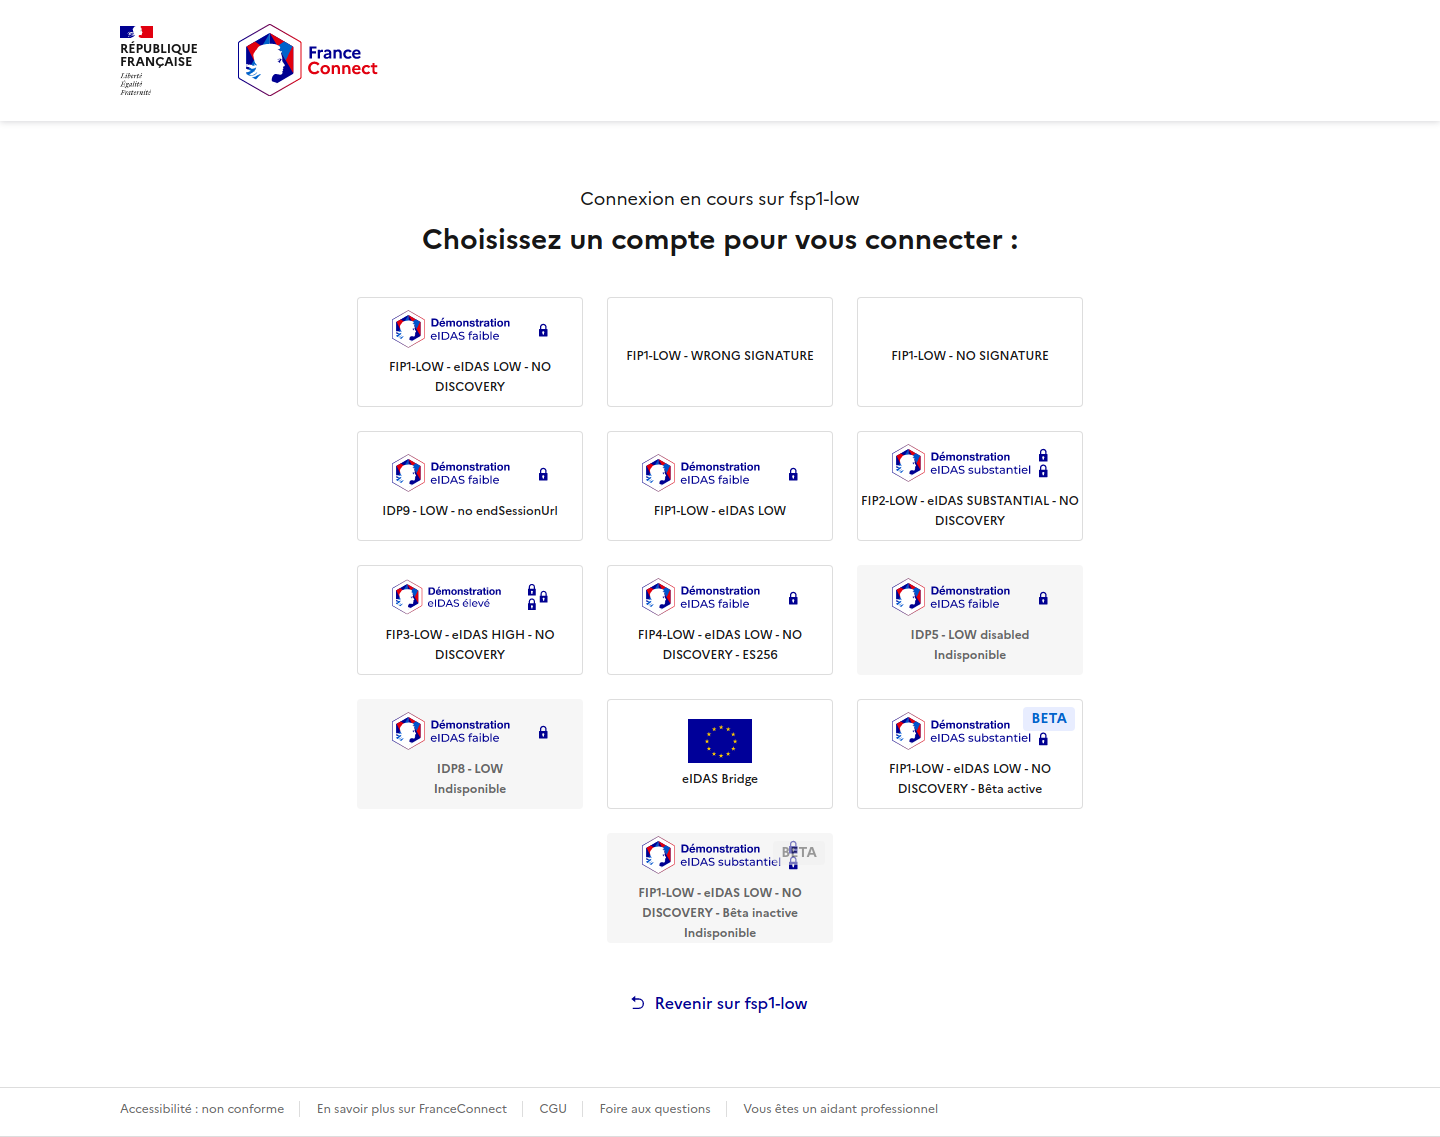 RÉPUBLIQUE
FRANÇAISE
Liberté
Égalité
Fraternité
France
Connect
Connexion en cours sur fsp1-low
Choisissez un compte pour vous connecter :
Démonstration
eIDAS faible
FIP1-LOW - eIDAS LOW - NO
DISCOVERY
FIP1-LOW - WRONG SIGNATURE
FIP1-LOW - NO SIGNATURE
Démonstration
eIDAS faible
IDP9 - LOW - no endSessionUrl
Démonstration
eIDAS faible
FIP1-LOW - eIDAS LOW
Démonstration
eIDAS substantiel
FIP2-LOW - eIDAS SUBSTANTIAL - NO
DISCOVERY
Démonstration
eIDAS élevé
FIP3-LOW - eIDAS HIGH - NO
DISCOVERY
Démonstration
eIDAS faible
FIP4-LOW - eIDAS LOW - NO
DISCOVERY - ES256
Démonstration
eIDAS faible
IDP5 - LOW disabled
Indisponible
Démonstration
eIDAS faible
IDP8 - LOW
Indisponible
eIDAS Bridge
BETA
Démonstration
eIDAS substantiel
FIP1-LOW - eIDAS LOW - NO
DISCOVERY - Bêta active
Démonstration
eIDAS substantiel
BETA
FIP1-LOW - eIDAS LOW - NO
DISCOVERY - Bêta inactive
Indisponible
Revenir sur fsp1-low
Accessibilité : non conforme
En savoir plus sur FranceConnect
CGU
Foire aux questions
Vous êtes un aidant professionnel